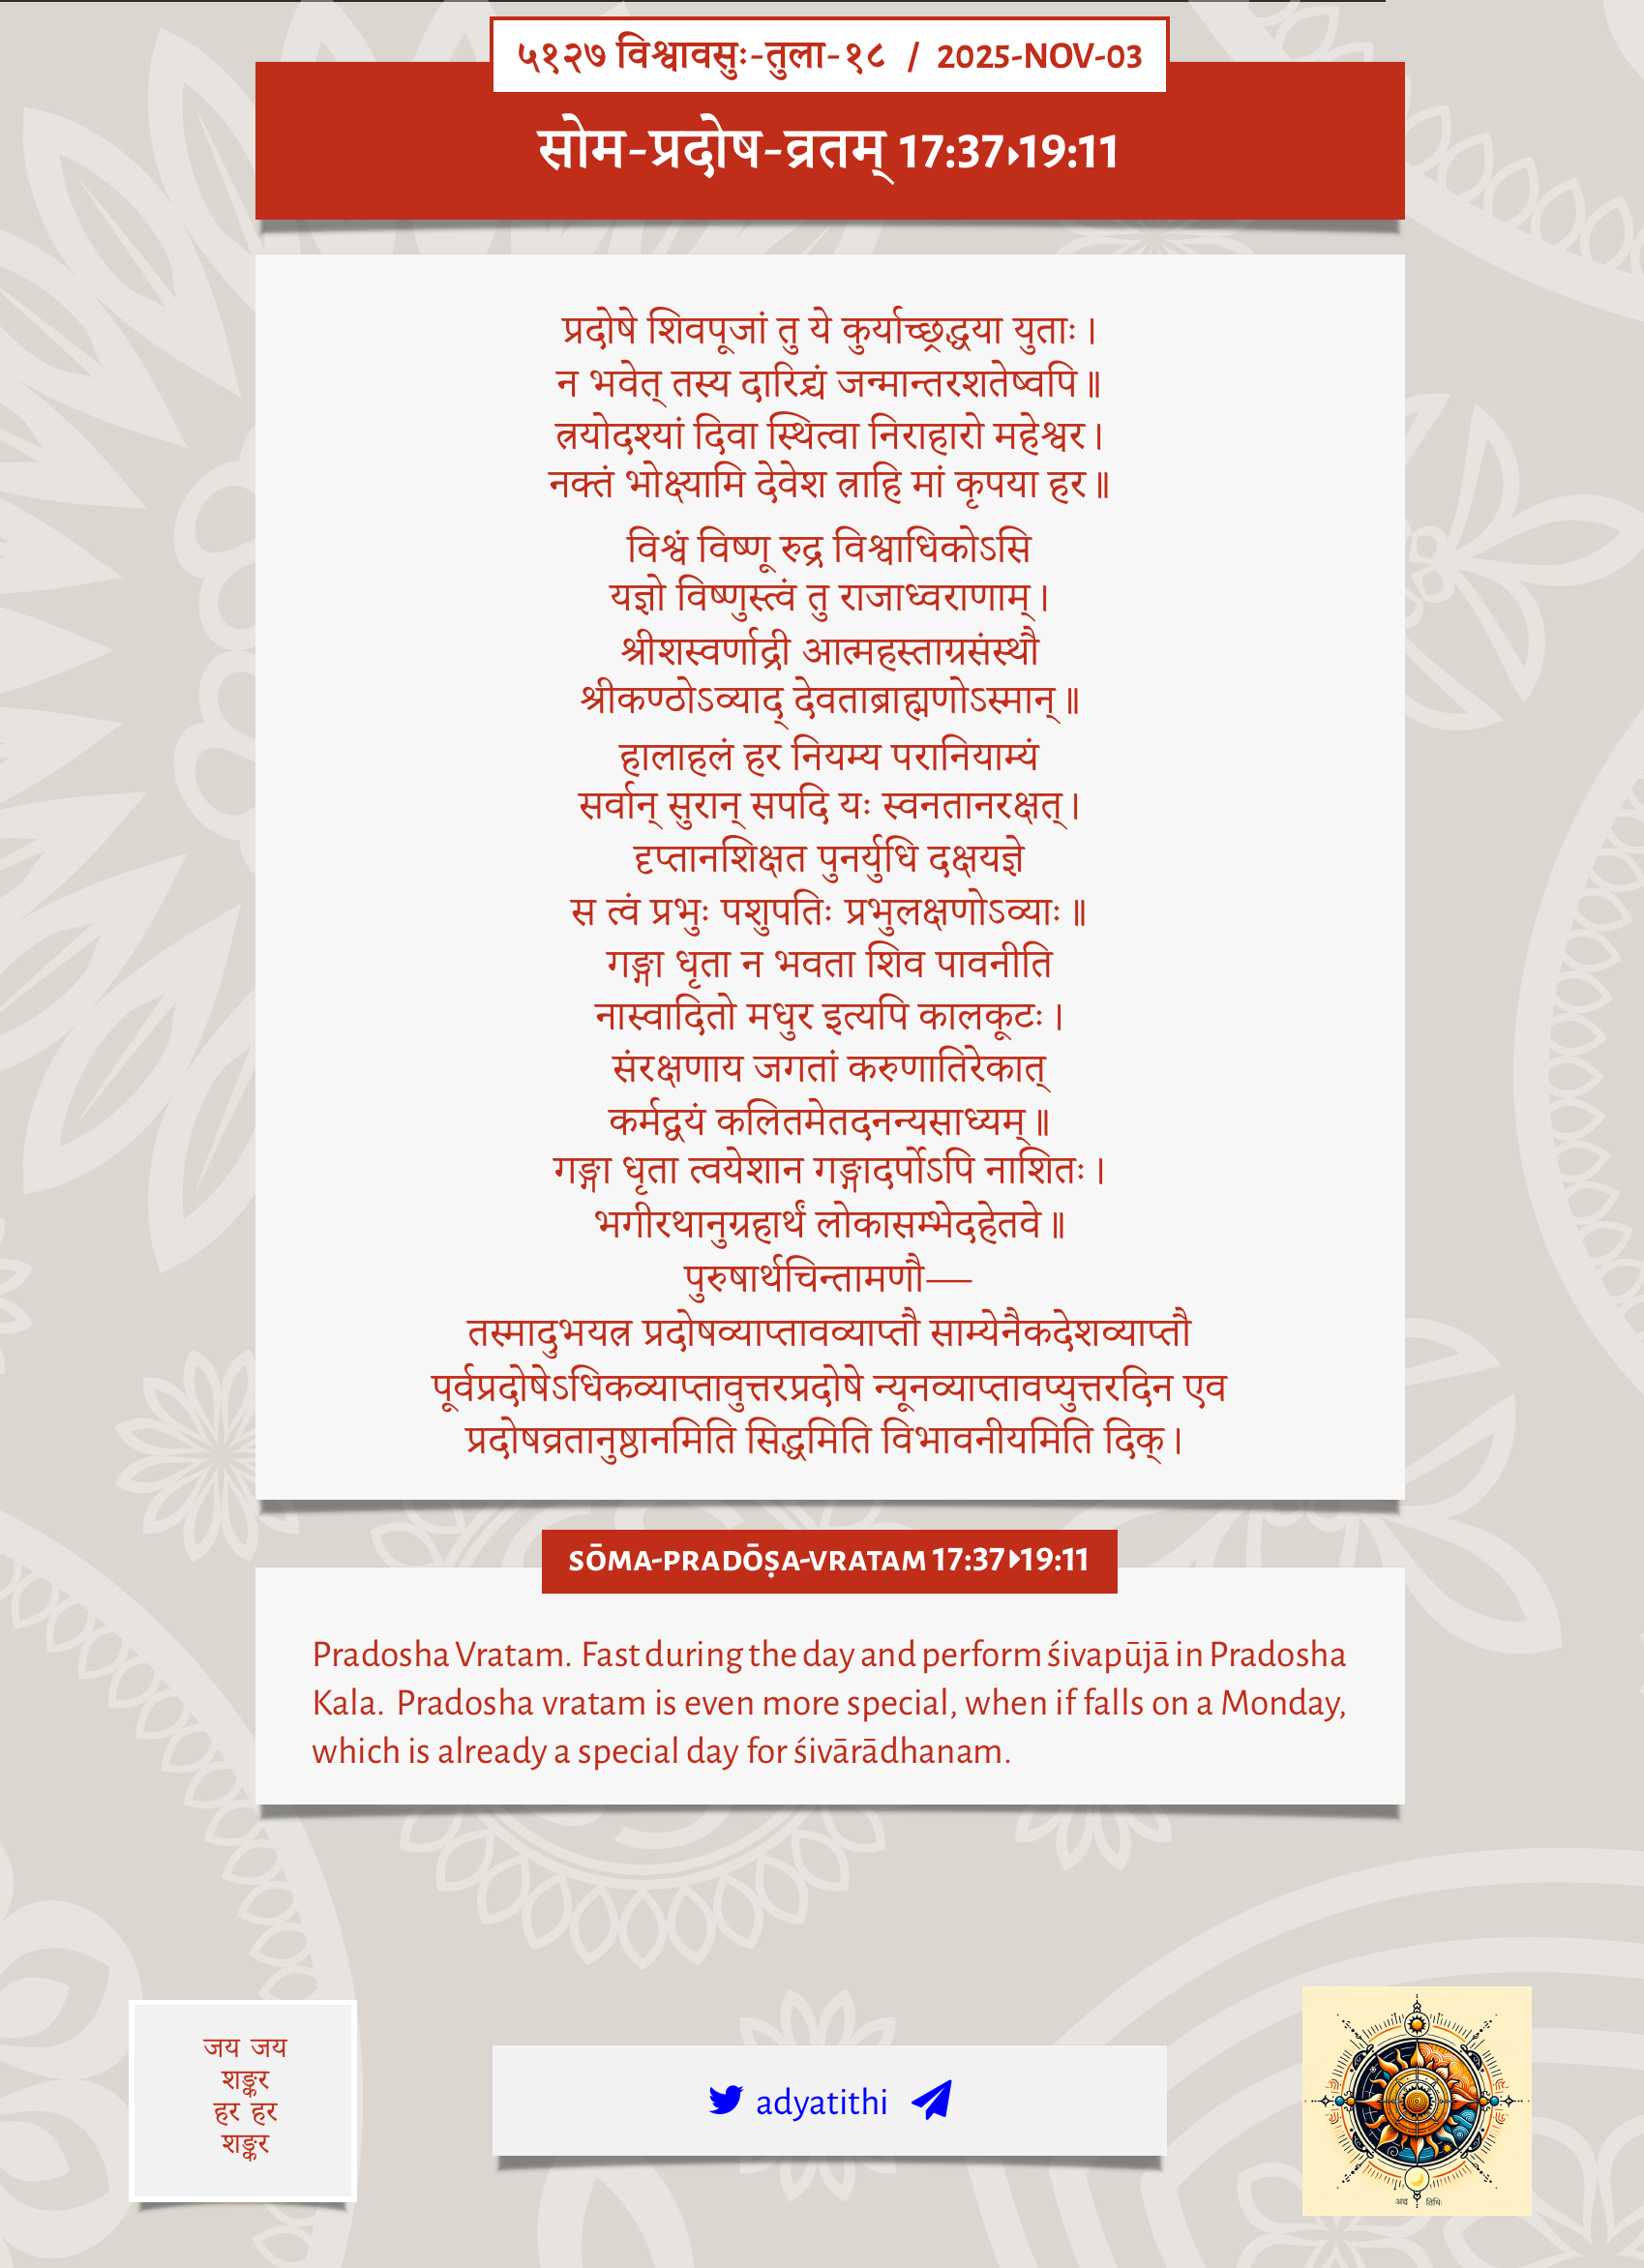 ५१२७ विश्वावसुः-तुला-१८ / 2025-NOV-03
सोम-प्रदोष-व्रतम् 17:37▸19:11
प्रदोषे शिवपूजां तु ये कुर्याच्छ्रद्धया युताः।
न भवेत् तस्य दारिद्र्यं जन्मान्तरशतेष्वपि॥
त्रयोदश्यां दिवा स्थित्वा निराहारो महेश्वर।
नक्तं भोक्ष्यामि देवेश त्राहि मां कृपया हर॥
विश्वं विष्णू रुद्र विश्वाधिकोऽसि
यज्ञो विष्णुस्त्वं तु राजाध्वराणाम्।
श्रीशस्वर्णाद्री आत्महस्ताग्रसंस्थौ
श्रीकण्ठोऽव्याद् देवताब्राह्मणोऽस्मान्॥
हालाहलं हर नियम्य परानियाम्यं
सर्वान् सुरान् सपदि यः स्वनतानरक्षत्।
दृप्तानशिक्षत पुनर्युधि दक्षयज्ञे
स त्वं प्रभुः पशुपतिः प्रभुलक्षणोऽव्याः॥
गङ्गा धृता न भवता शिव पावनीति
नास्वादितो मधुर इत्यपि कालकूटः।
संरक्षणाय जगतां करुणातिरेकात्
कर्मद्वयं कलितमेतदनन्यसाध्यम्॥
गङ्गा धृता त्वयेशान गङ्गादर्पोऽपि नाशितः।
भगीरथानुग्रहार्थं लोकासम्भेदहेतवे॥
पुरुषार्थचिन्तामणौ—
तस्मादुभयत्र प्रदोषव्याप्तावव्याप्तौ साम्येनैकदेशव्याप्तौ
पूर्वप्रदोषेऽधिकव्याप्तावुत्तरप्रदोषे न्यूनव्याप्तावप्युत्तरदिन एव
प्रदोषव्रतानुष्ठानमिति सिद्धमिति विभावनीयमिति दिक्।
SŌMA-PRADŌṢA-VRATAM 17:37▸19:11
Pradosha Vratam. Fast during the day and perform śivapūjā in Pradosha
Kala. Pradosha vratam is even more special, when if falls on a Monday,
which is already a special day for śivārādhanam.
जय जय
शङ्कर
हर हर
शङ्कर
adyatithi
अद्य तिथिः